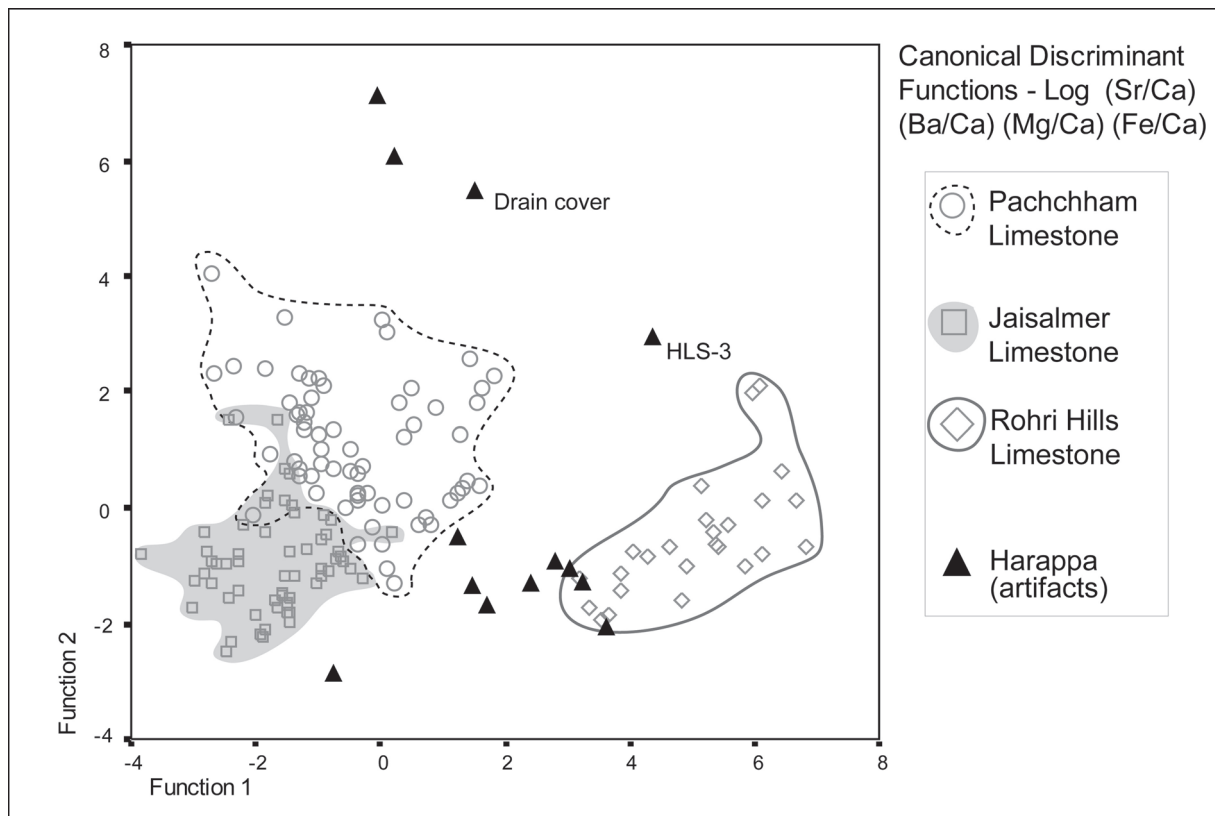 Canonical Discriminant
Functions - Log (Sr/Ca)
(Ba/Ca) (Mg/Ca) (Fe/Ca)
Pachchham
Limestone
Jaisalmer
Limestone
Rohri Hills
Limestone
Harappa
(artifacts)
Drain cover
HLS-3
8
6
4
2
0
-2
-4
Function 2
-4
-2
0
2
4
6
8
Function 1